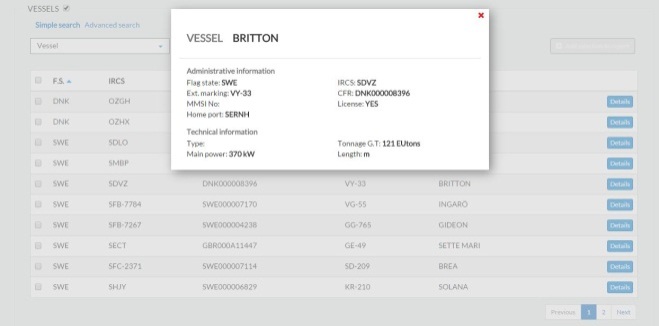 VESSELS
Simple search Advanced search
Vessel
VESSEL BRITTON
Administrative information
Flag state: SWE IRCS: SDVZ
Ext. marking: VY-33 CFR: DNK000008396
MMSI No: License: YES
Home port: SERNH
Technical information
Type: Tonnage G.T: 121 EUtons
Main power: 370 kW Length: m
F.S. IRCS
DNK OZGH Details
DNK OZHX Details
SWE SDLO Details
SWE SMBP Details
SWE SDVZ DNK000008396 VY-33 BRITTON Details
SWE SFB-7784 SWE000007170 VG-55 INGARÖ Details
SWE SFB-7267 SWE000004238 GG-765 GIDEON Details
SWE SECT GBR000A11447 GE-49 SETTE MARI Details
SWE SFC-2371 SWE000007114 SD-209 BREA Details
SWE SHJY SWE000006829 KR-210 SOLANA Details
Previous 1 2 Next